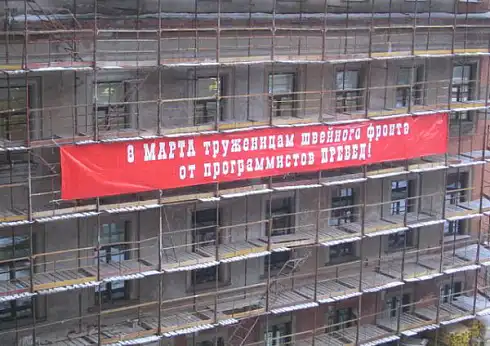 8 МАРТА труженицам швейного фронта
от программистов ПРЕВЕД!